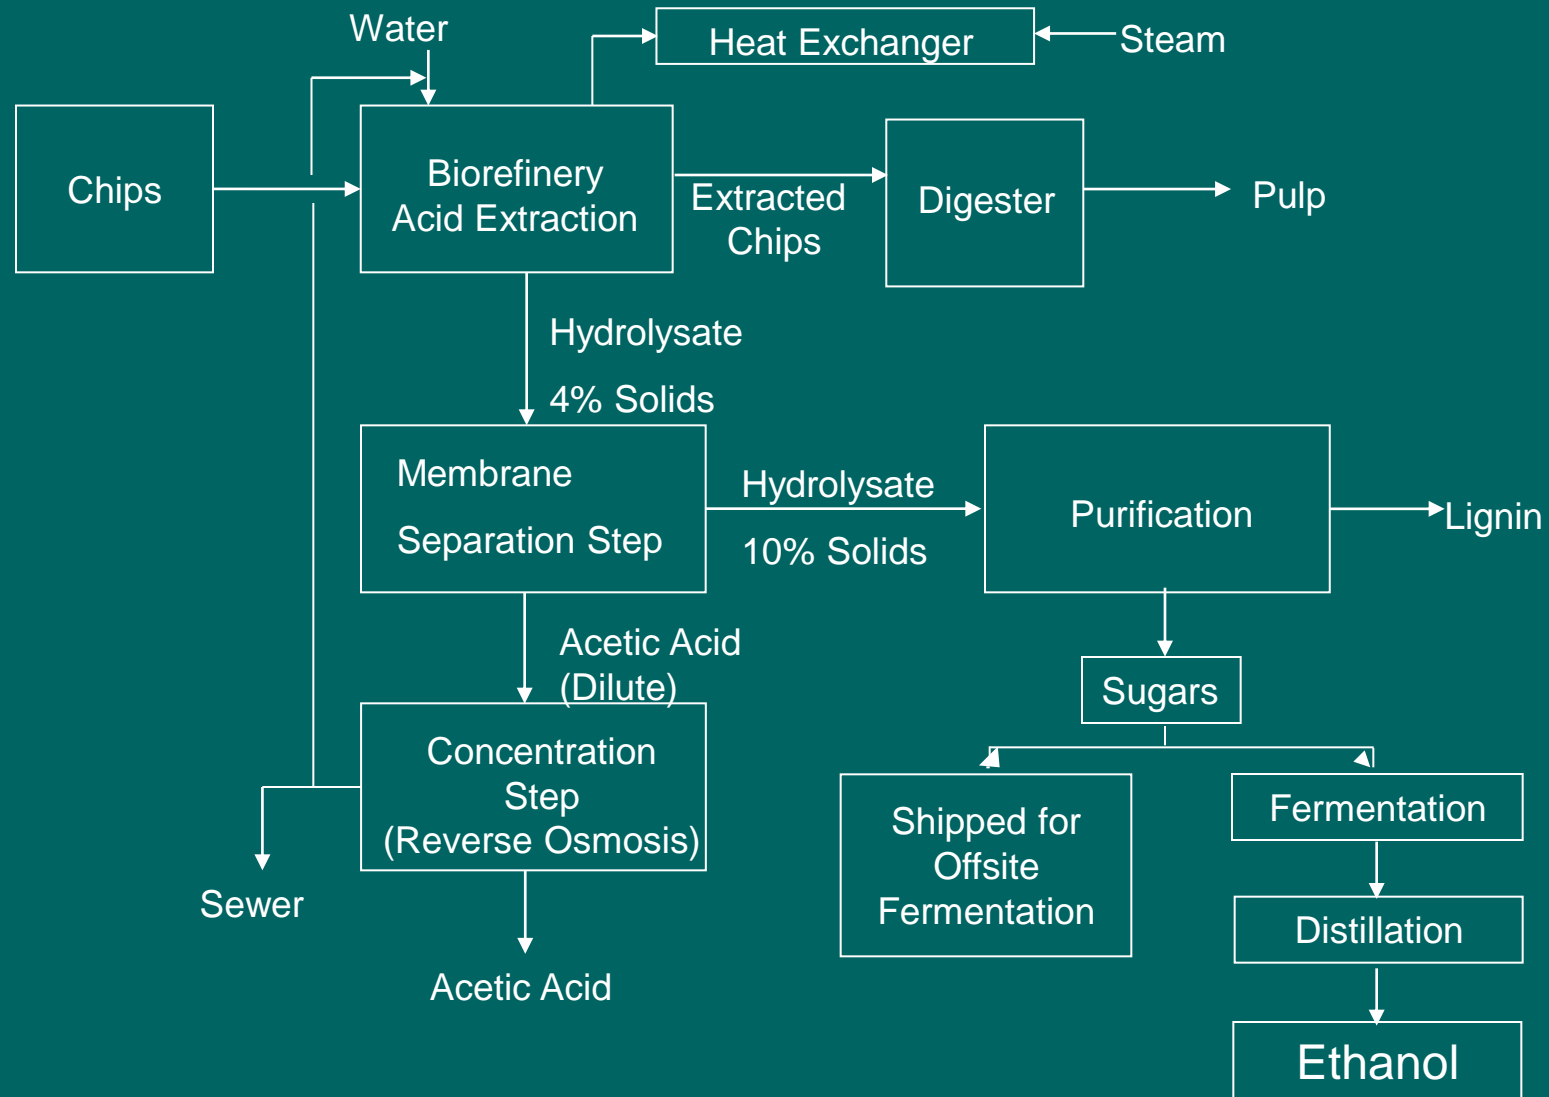 Water
Heat Exchanger
Steam
Chips
Biorefinery
Acid Extraction
Extracted
Chips
Digester
Pulp
Hydrolysate
4% Solids
Membrane
Separation Step
Hydrolysate
10% Solids
Purification
Lignin
Acetic Acid
(Dilute)
Sugars
Concentration
Step
(Reverse Osmosis)
Shipped for
Offsite
Fermentation
Fermentation
Sewer
Distillation
Acetic Acid
Ethanol